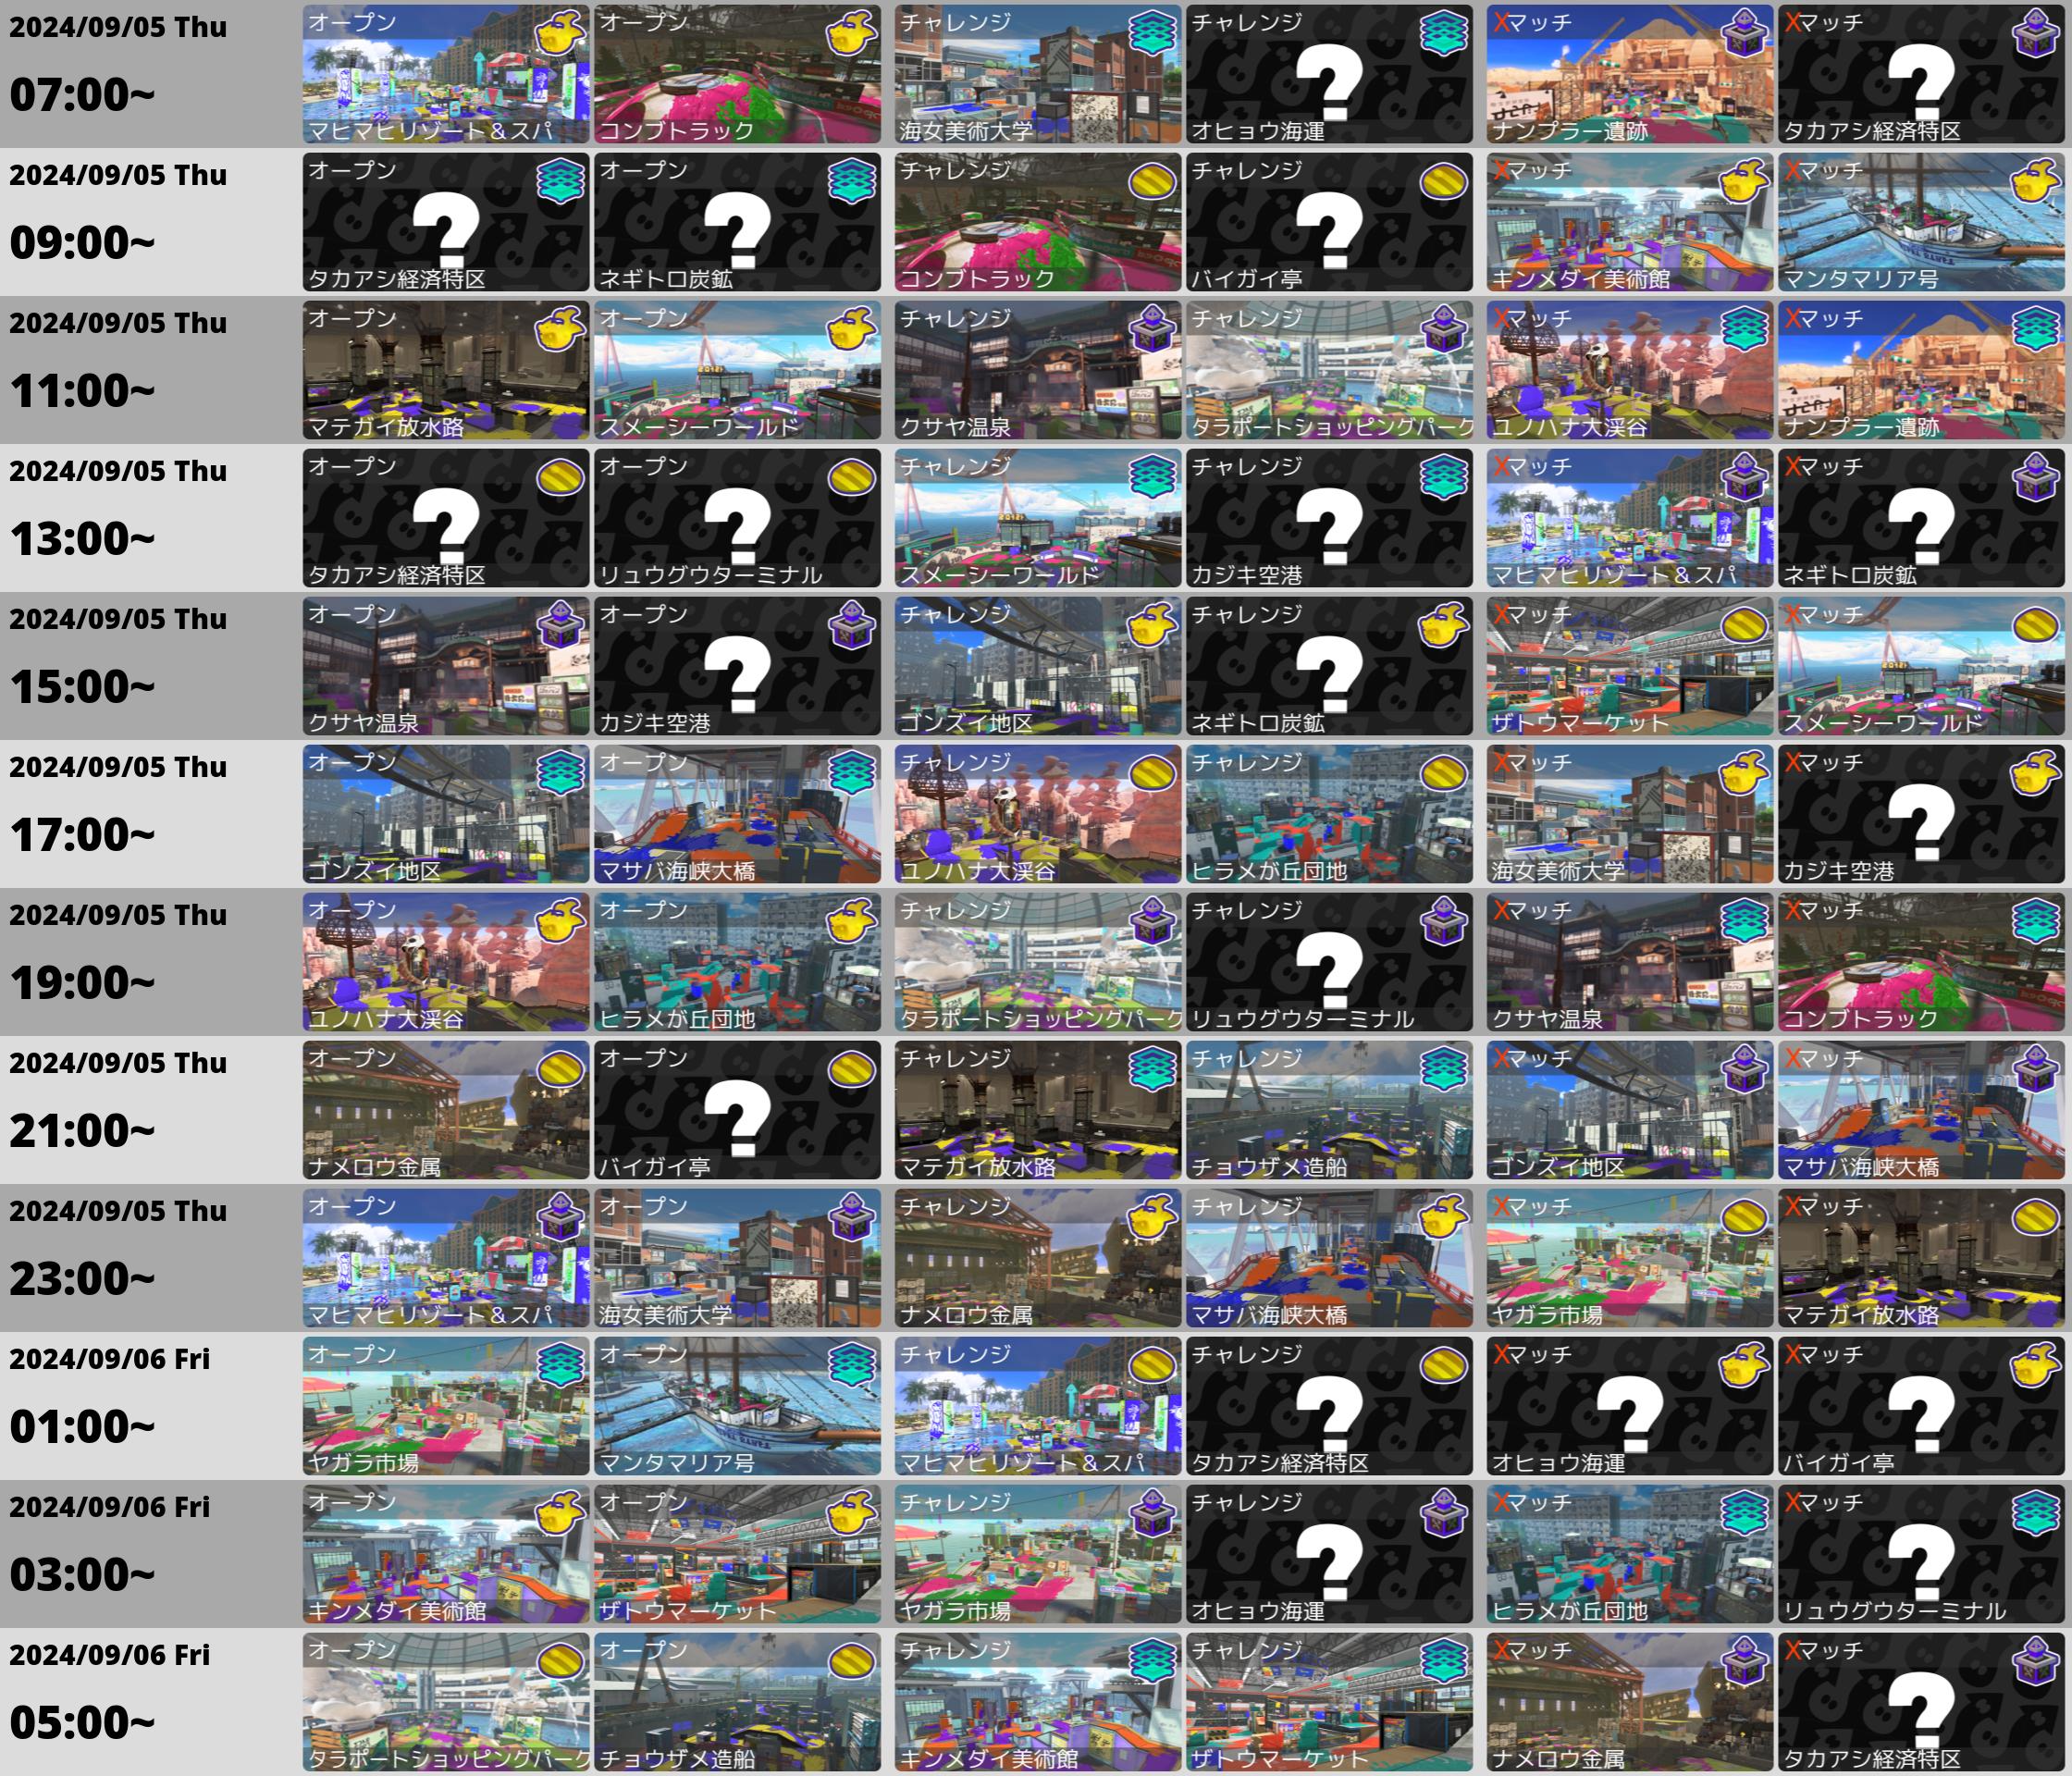 2024/09/05 Thu
07:00~
オープン
マヒマヒリゾート＆スパ
オープン
コンブトラック
チャレンジ
海女美術大学
チャレンジ
オヒョウ海運
Xマッチ
ナンプラー遺跡
Xマッチ
タカアシ経済特区
2024/09/05 Thu
09:00~
オープン
タカアシ経済特区
オープン
ネギトロ炭鉱
チャレンジ
コンブトラック
チャレンジ
バイガイ亭
Xマッチ
キンメダイ美術館
Xマッチ
マンタマリア号
2024/09/05 Thu
11:00~
オープン
マテガイ放水路
オープン
スメーシーワールド
チャレンジ
クサヤ温泉
チャレンジ
タラポートショッピングパーク
Xマッチ
ユノハナ大渓谷
Xマッチ
ナンプラー遺跡
2024/09/05 Thu
13:00~
オープン
タカアシ経済特区
オープン
リュウグウターミナル
チャレンジ
スメーシーワールド
チャレンジ
カジキ空港
Xマッチ
マヒマヒリゾート＆スパ
Xマッチ
ネギトロ炭鉱
2024/09/05 Thu
15:00~
オープン
クサヤ温泉
オープン
カジキ空港
チャレンジ
ゴンズイ地区
チャレンジ
ネギトロ炭鉱
Xマッチ
ザトウマーケット
Xマッチ
スメーシーワールド
2024/09/05 Thu
17:00~
オープン
ゴンズイ地区
オープン
マサバ海峡大橋
チャレンジ
ユノハナ大渓谷
チャレンジ
ヒラメが丘団地
Xマッチ
海女美術大学
Xマッチ
カジキ空港
2024/09/05 Thu
19:00~
オープン
ユノハナ大渓谷
オープン
ヒラメが丘団地
チャレンジ
タラポートショッピングパーク
チャレンジ
リュウグウターミナル
Xマッチ
クサヤ温泉
Xマッチ
コンブトラック
2024/09/05 Thu
21:00~
オープン
ナメロウ金属
オープン
バイガイ亭
チャレンジ
マテガイ放水路
チャレンジ
チョウザメ造船
Xマッチ
ゴンズイ地区
Xマッチ
マサバ海峡大橋
2024/09/05 Thu
23:00~
オープン
マヒマヒリゾート＆スパ
オープン
海女美術大学
チャレンジ
ナメロウ金属
チャレンジ
マサバ海峡大橋
Xマッチ
ヤガラ市場
Xマッチ
マテガイ放水路
2024/09/06 Fri
01:00~
オープン
ヤガラ市場
オープン
マンタマリア号
チャレンジ
マヒマヒリゾート＆スパ
チャレンジ
タカアシ経済特区
Xマッチ
オヒョウ海運
Xマッチ
バイガイ亭
2024/09/06 Fri
03:00~
オープン
キンメダイ美術館
オープン
ザトウマーケット
チャレンジ
ヤガラ市場
チャレンジ
オヒョウ海運
Xマッチ
ヒラメが丘団地
Xマッチ
リュウグウターミナル
2024/09/06 Fri
05:00~
オープン
タラポートショッピングパーク
オープン
チョウザメ造船
チャレンジ
キンメダイ美術館
チャレンジ
ザトウマーケット
Xマッチ
ナメロウ金属
Xマッチ
タカアシ経済特区